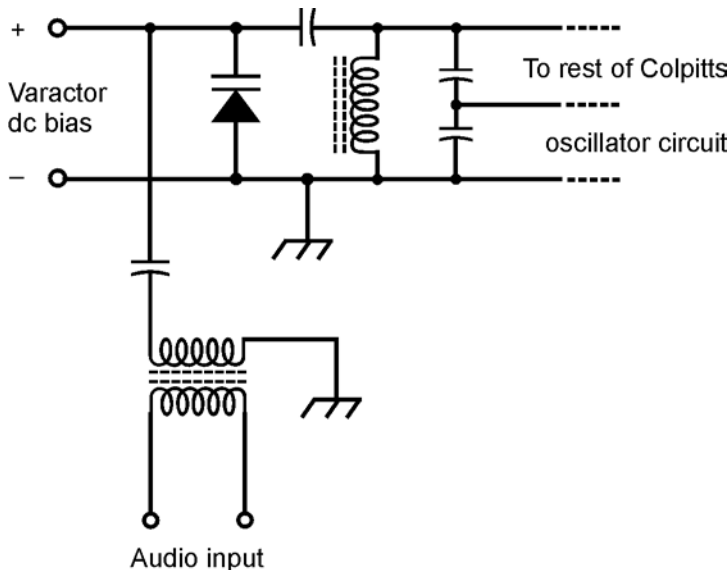 +
Varactor
dc bias
–
To rest of Colpitts
oscillator circuit
Audio input